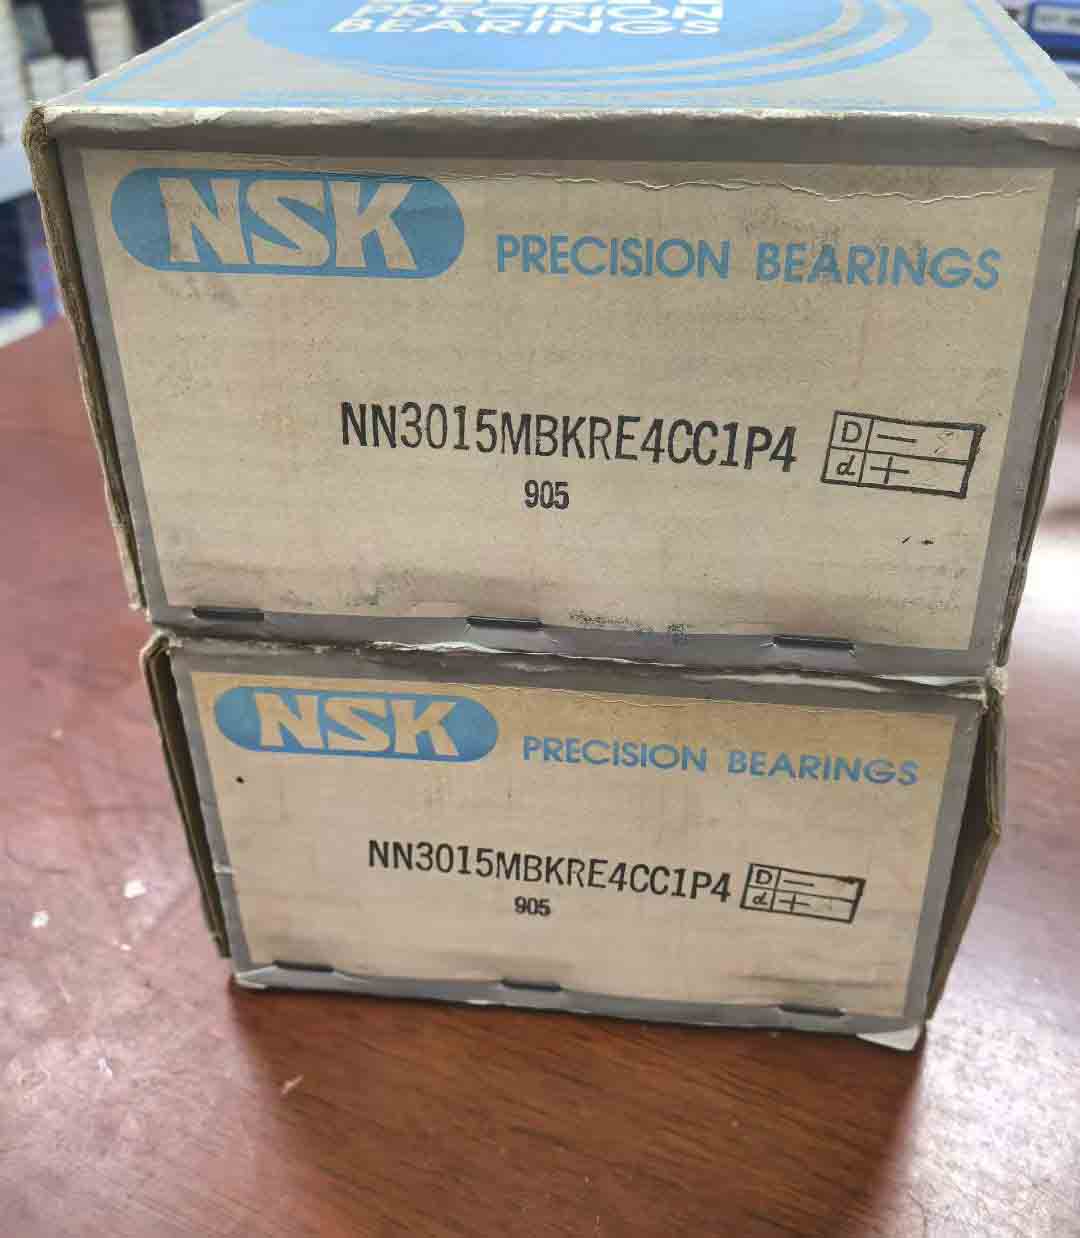 PRECISION
BEARINGS
NSK PRECISION BEARINGS
NN3015MBKRE4CC1P4
D —
d +
905
NSK PRECISION BEARINGS
NN3015MBKRE4CC1P4
D —
d +
905